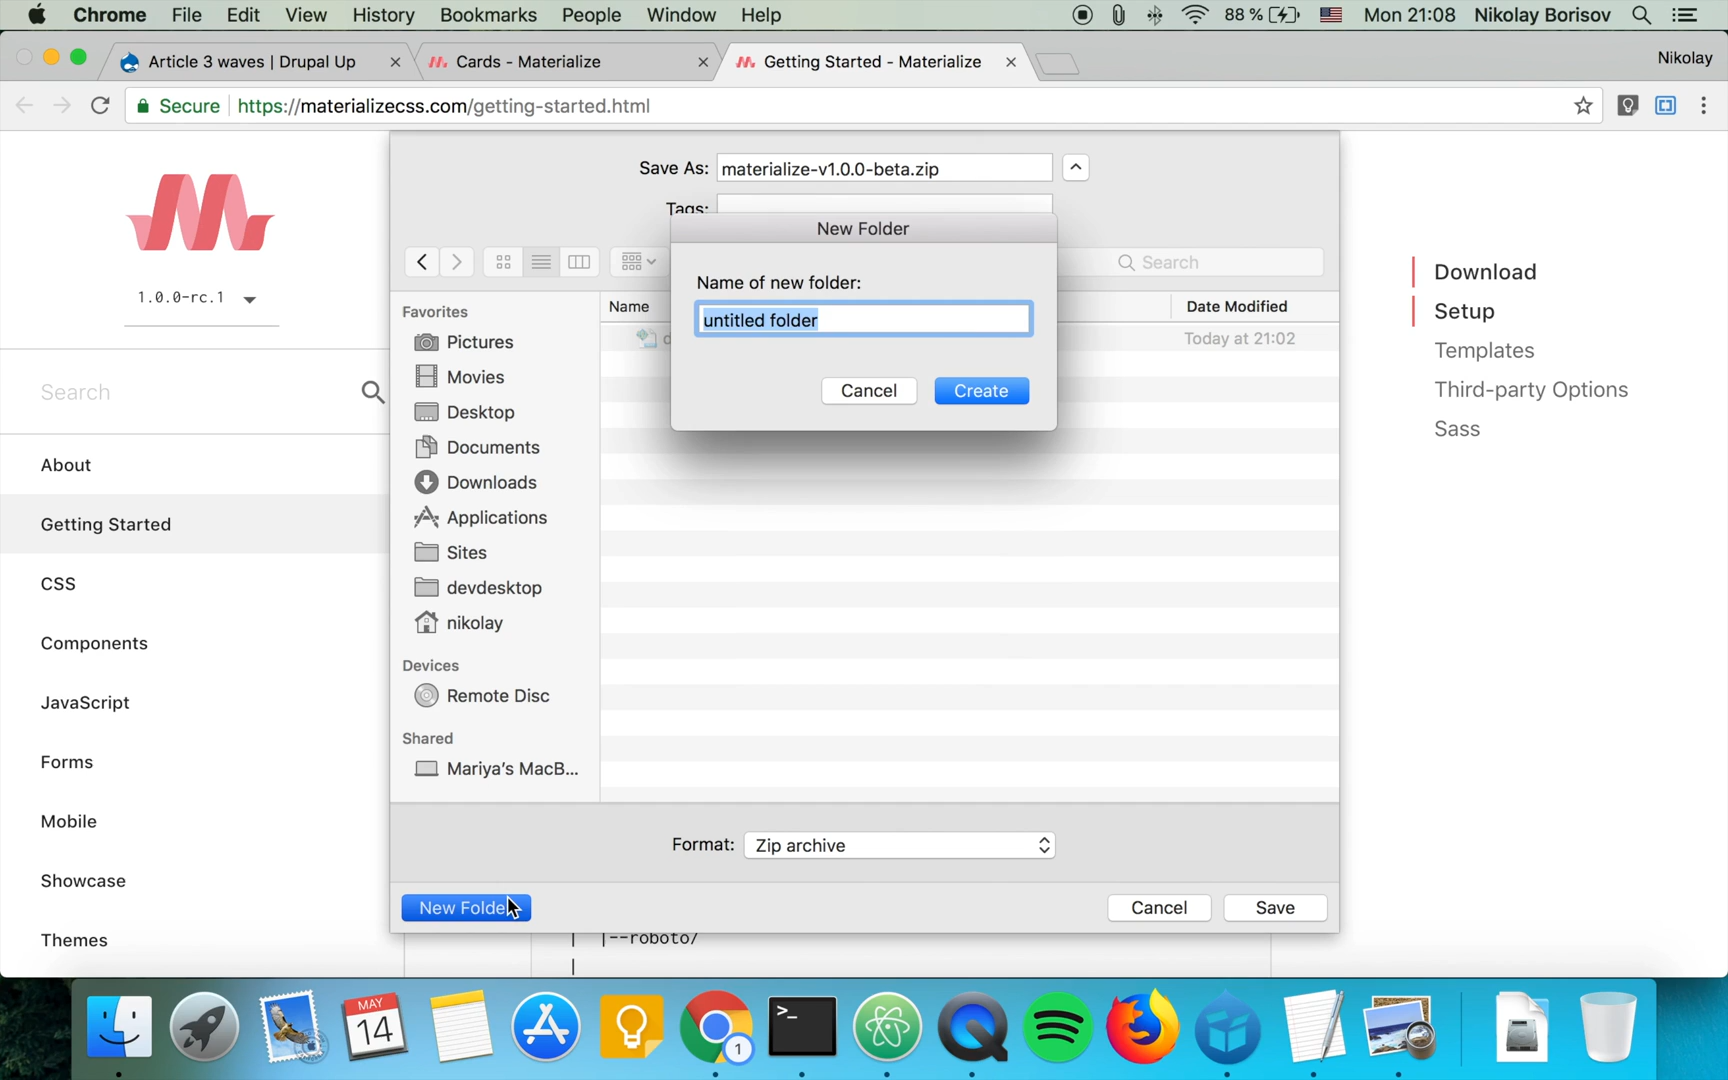 Chrome File Edit View History Bookmarks People Window Help 88 % Mon 21:08 Nikolay Borisov
Article 3 waves | Drupal Up
Cards - Materialize
Getting Started - Materialize
Nikolay
Secure https://materializecss.com/getting-started.html
1.0.0-rc.1
Search
About
Getting Started
CSS
Components
JavaScript
Forms
Mobile
Showcase
Themes
Save As: materialize-v1.0.0-beta.zip
Tags:
Search
New Folder
Name of new folder:
untitled folder
Cancel Create
Favorites
Pictures
Movies
Desktop
Documents
Downloads
Applications
Sites
devdesktop
nikolay
Devices
Remote Disc
Shared
Mariya's MacB...
Name
Date Modified
Today at 21:02
Format: Zip archive
New Folder
Cancel Save
| |--roboto/
|
Download
Setup
Templates
Third-party Options
Sass
MAY
14
>_
1